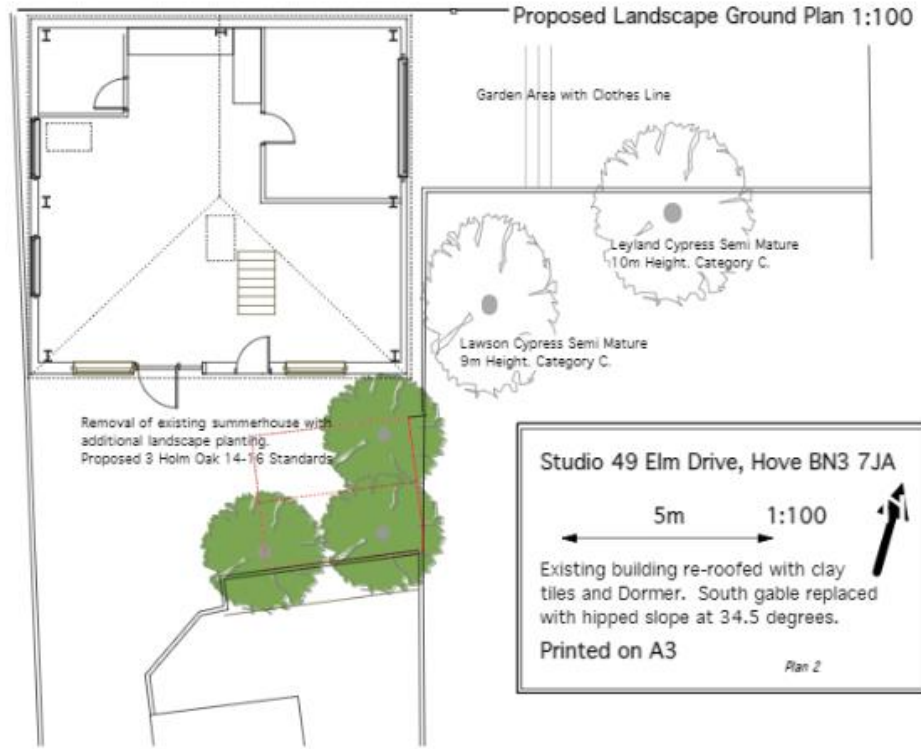 Proposed Landscape Ground Plan 1:100
Garden Area with Clothes Line
Leyland Cypress Semi Mature
10m Height. Category C.
Lawson Cypress Semi Mature
9m Height. Category C.
Removal of existing summerhouse with
additional landscape planting.
Proposed 3 Holm Oak 14-16 Standards
Studio 49 Elm Drive, Hove BN3 7JA
5m 1:100
N
Existing building re-roofed with clay
tiles and Dormer. South gable replaced
with hipped slope at 34.5 degrees.
Printed on A3
Plan 2